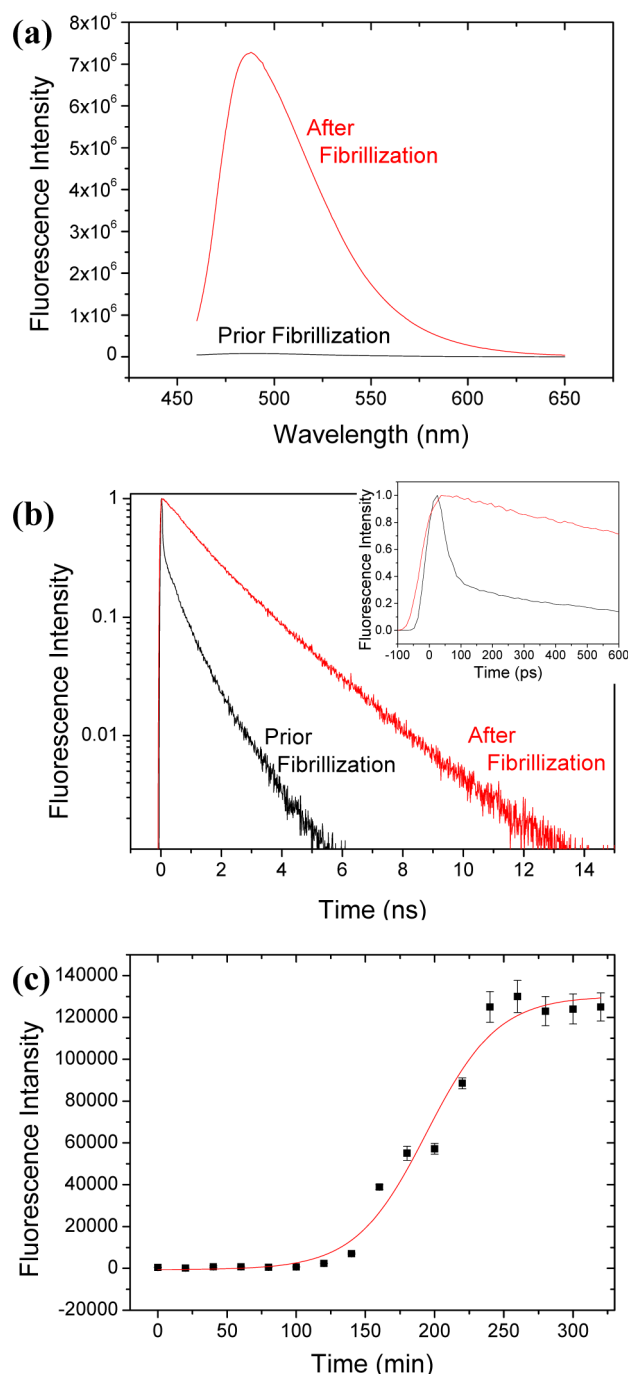 (a)
Fluorescence Intensity
8x10⁶
7x10⁶
6x10⁶
5x10⁶
4x10⁶
3x10⁶
2x10⁶
1x10⁶
0
After
Fibrillization
Prior Fibrillization
450 500 550 600 650
Wavelength (nm)
(b)
Fluorescence Intensity
1
0.1
0.01
Fluorescence Intensity
1.0
0.8
0.6
0.4
0.2
0.0
-100 0 100 200 300 400 500 600
Time (ps)
Prior
Fibrillization
After
Fibrillization
0 2 4 6 8 10 12 14
Time (ns)
(c)
Fluorescence Intansity
140000
120000
100000
80000
60000
40000
20000
0
-20000
0 50 100 150 200 250 300
Time (min)